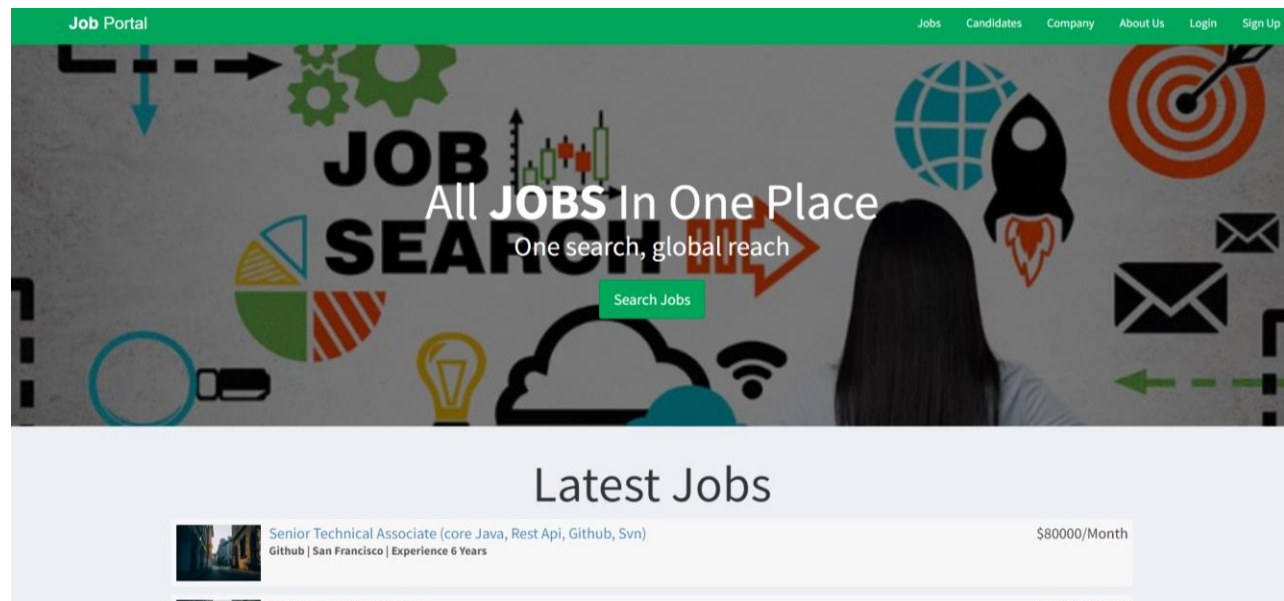 Job Portal
Jobs Candidates Company About Us Login Sign Up
JOB
All JOBS In One Place
SEARCH
One search, global reach
Search Jobs
Latest Jobs
Senior Technical Associate (core Java, Rest Api, Github, Svn)
$80000/Month
Github | San Francisco | Experience 6 Years